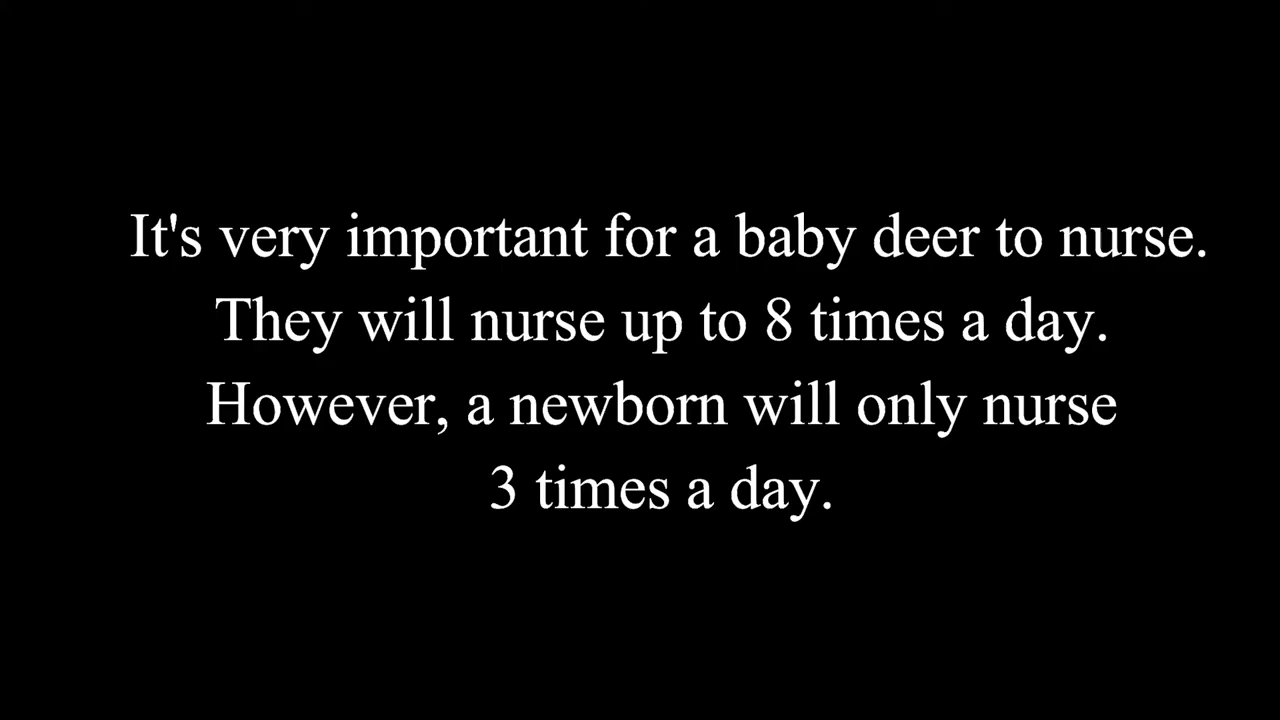 It's very important for a baby deer to nurse.
They will nurse up to 8 times a day.
However, a newborn will only nurse
3 times a day.